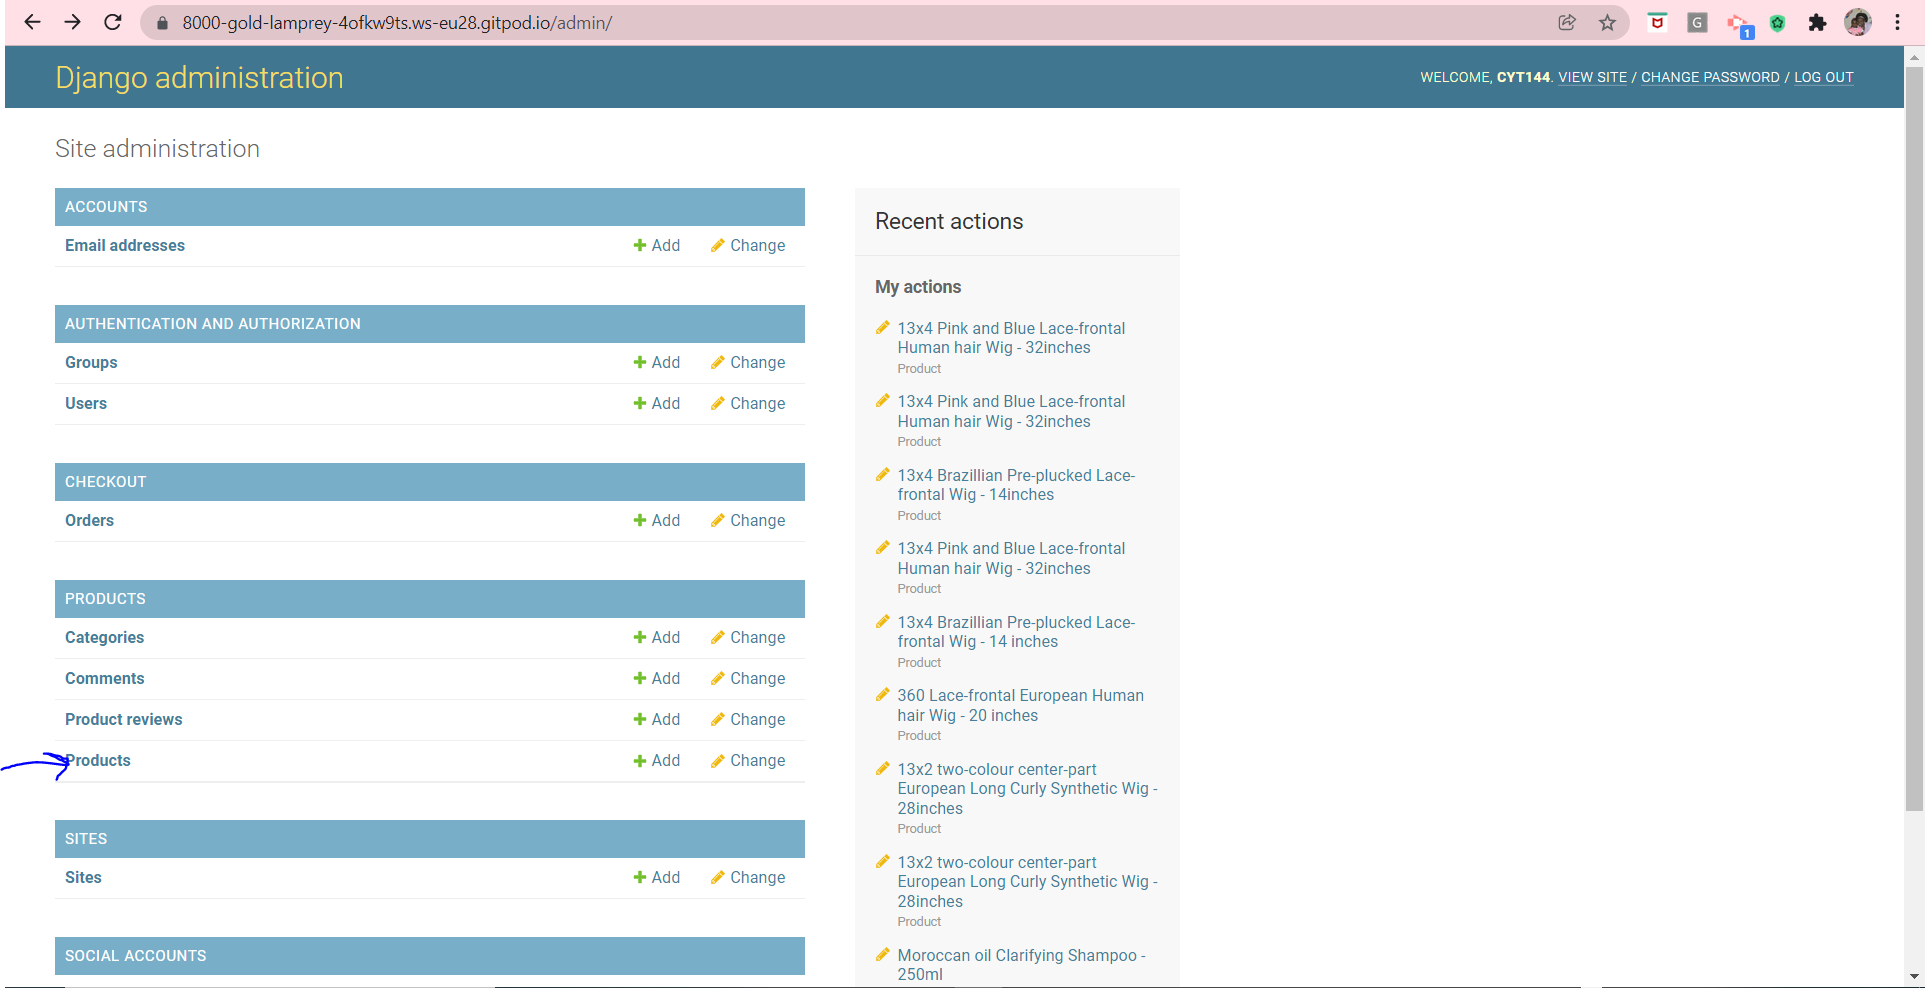 8000-gold-lamprey-4ofkw9ts.ws-eu28.gitpod.io/admin/
G
1
Django administration
WELCOME, CYT144. VIEW SITE / CHANGE PASSWORD / LOG OUT
Site administration
ACCOUNTS
Email addresses Add Change
AUTHENTICATION AND AUTHORIZATION
Groups Add Change
Users Add Change
CHECKOUT
Orders Add Change
PRODUCTS
Categories Add Change
Comments Add Change
Product reviews Add Change
Products Add Change
SITES
Sites Add Change
SOCIAL ACCOUNTS
Recent actions
My actions
13x4 Pink and Blue Lace-frontal
Human hair Wig - 32inches
Product
13x4 Pink and Blue Lace-frontal
Human hair Wig - 32inches
Product
13x4 Brazillian Pre-plucked Lace-
frontal Wig - 14inches
Product
13x4 Pink and Blue Lace-frontal
Human hair Wig - 32inches
Product
13x4 Brazillian Pre-plucked Lace-
frontal Wig - 14 inches
Product
360 Lace-frontal European Human
hair Wig - 20 inches
Product
13x2 two-colour center-part
European Long Curly Synthetic Wig -
28inches
Product
13x2 two-colour center-part
European Long Curly Synthetic Wig -
28inches
Product
Moroccan oil Clarifying Shampoo -
250ml